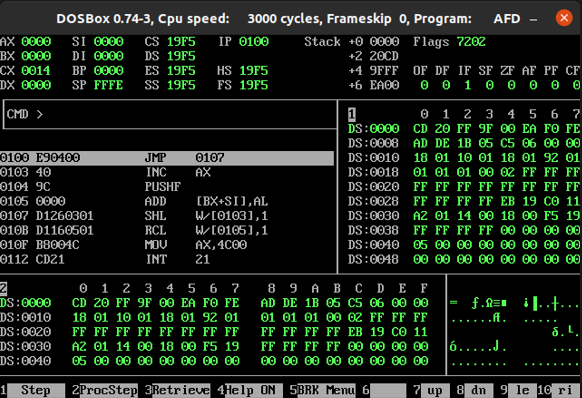 DOSBox 0.74-3, Cpu speed: 3000 cycles, Frameskip 0, Program: AFD
AX 0000 SI 0000 CS 19F5 IP 0100 Stack +0 0000 Flags 7202
BX 0000 DI 0000 DS 19F5 +2 20CD
CX 0014 BP 0000 ES 19F5 HS 19F5 +4 9FFF OF DF IF SF ZF AF PF CF
DX 0000 SP FFFE SS 19F5 FS 19F5 +6 EA00 0 0 1 0 0 0 0 0
CMD >
0100 E90400 JMP 0107
0103 40 INC AX
0104 9C PUSHF
0105 0000 ADD [BX+SI],AL
0107 D1260301 SHL W/[0103],1
010B D1160501 RCL W/[0105],1
010F B8004C MOV AX,4C00
0112 CD21 INT 21
1 0 1 2 3 4 5 6 7
DS:0000 CD 20 FF 9F 00 EA F0 FE
DS:0008 AD DE 1B 05 C5 06 00 00
DS:0010 18 01 10 01 18 01 92 01
DS:0018 01 01 01 00 02 FF FF FF
DS:0020 FF FF FF FF FF FF FF FF
DS:0028 FF FF FF FF EB 19 C0 11
DS:0030 A2 01 14 00 18 00 F5 19
DS:0038 FF FF FF FF 00 00 00 00
DS:0040 05 00 00 00 00 00 00 00
DS:0048 00 00 00 00 00 00 00 00
2 0 1 2 3 4 5 6 7 8 9 A B C D E F
DS:0000 CD 20 FF 9F 00 EA F0 FE AD DE 1B 05 C5 06 00 00
DS:0010 18 01 10 01 18 01 92 01 01 01 01 00 02 FF FF FF
DS:0020 FF FF FF FF FF FF FF FF FF FF FF FF EB 19 C0 11
DS:0030 A2 01 14 00 18 00 F5 19 FF FF FF FF 00 00 00 00
DS:0040 05 00 00 00 00 00 00 00 00 00 00 00 00 00 00 00
1 Step 2ProcStep 3Retrieve 4Help ON 5BRK Menu 6 7 up 8 dn 9 le 10 ri